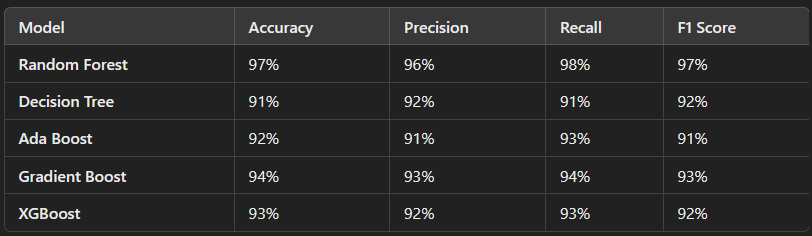 Model Accuracy Precision Recall F1 Score
Random Forest 97% 96% 98% 97%
Decision Tree 91% 92% 91% 92%
Ada Boost 92% 91% 93% 91%
Gradient Boost 94% 93% 94% 93%
XGBoost 93% 92% 93% 92%